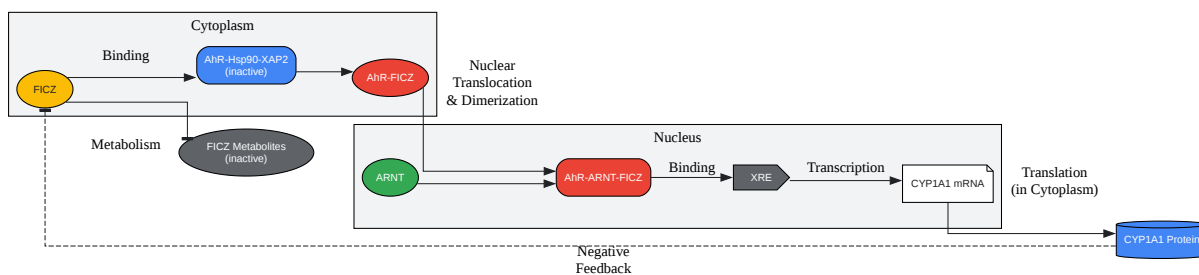 Cytoplasm
Binding
AhR-Hsp90-XAP2
(inactive)
FICZ
AhR-FICZ
Nuclear
Translocation
& Dimerization
Metabolism
FICZ Metabolites
(inactive)
Nucleus
ARNT
AhR-ARNT-FICZ
Binding
XRE
Transcription
CYP1A1 mRNA
Translation
(in Cytoplasm)
CYP1A1 Protein
Negative
Feedback